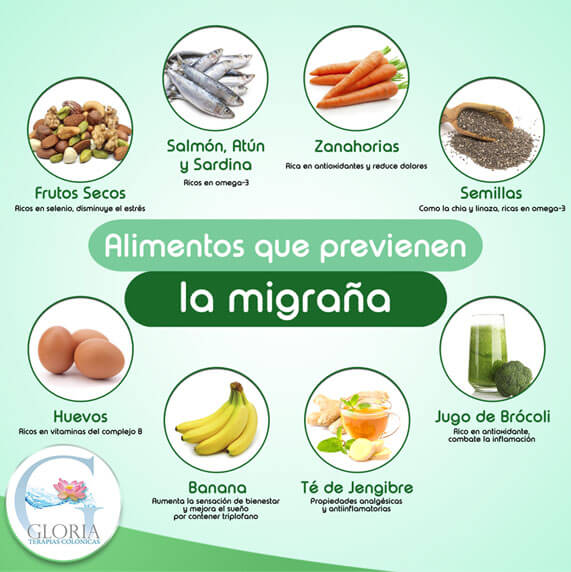 Salmón, Atún
y Sardina
Ricos en omega-3
Zanahorias
Rica en antioxidantes y reduce dolores
Frutos Secos
Ricos en selenio, disminuye el estrés
Semillas
Como la chia y linaza, ricas en omega-3
Alimentos que previenen
la migraña
Huevos
Ricos en vitaminas del complejo B
Banana
Aumenta la sensación de bienestar
y mejora el sueño
por contener triplofano
Té de Jengibre
Propiedades analgésicas
y antiinflamatorias
Jugo de Brócoli
Rico en antioxidante,
combate la inflamación
G
GLORIA
TERAPIAS COLONICAS